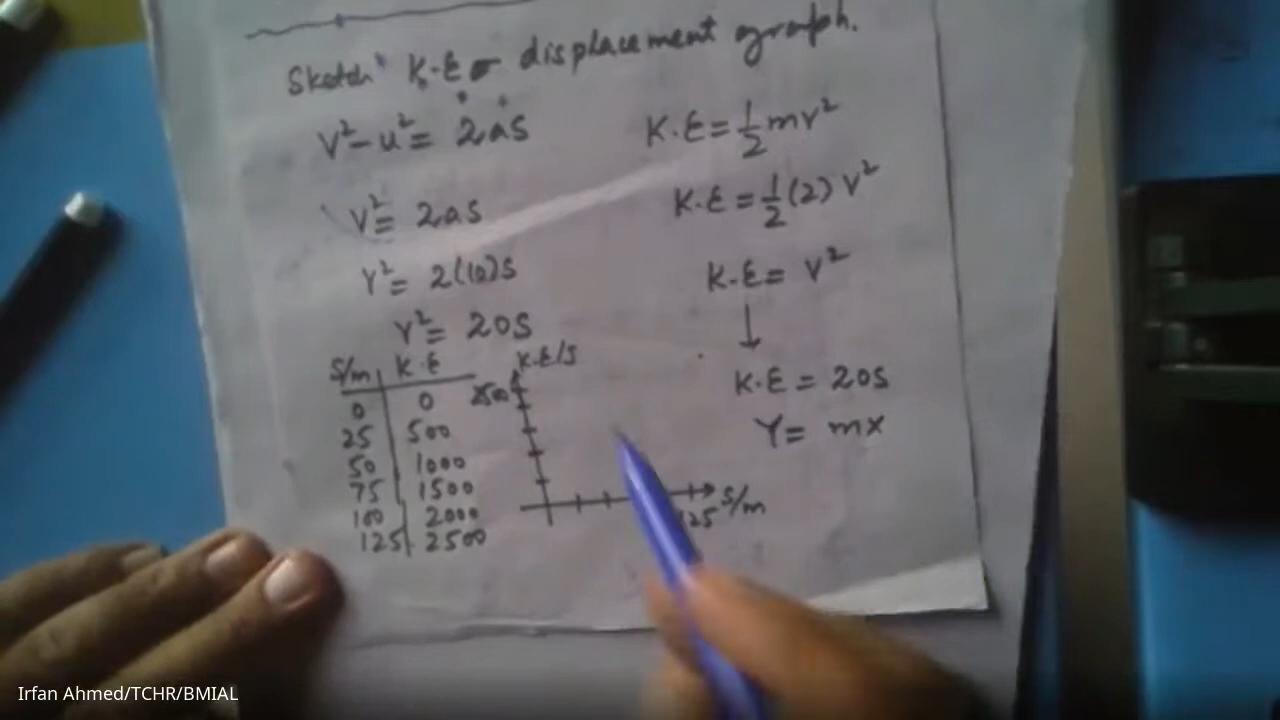 Sketch K.E - displacement graph.
V²- u² = 2as
V² = 2as
V² = 2(10)s
V² = 20s
K.E = 1/2 mv²
K.E = 1/2 (2) V²
K.E = V²
↓
K.E = 20s
Y = mx
S/m | K.E
0 | 0
25 | 500
50 | 1000
75 | 1500
100 | 2000
125 | 2500
K.E/J
125 S/m
Irfan Ahmed/TCHR/BMIAL